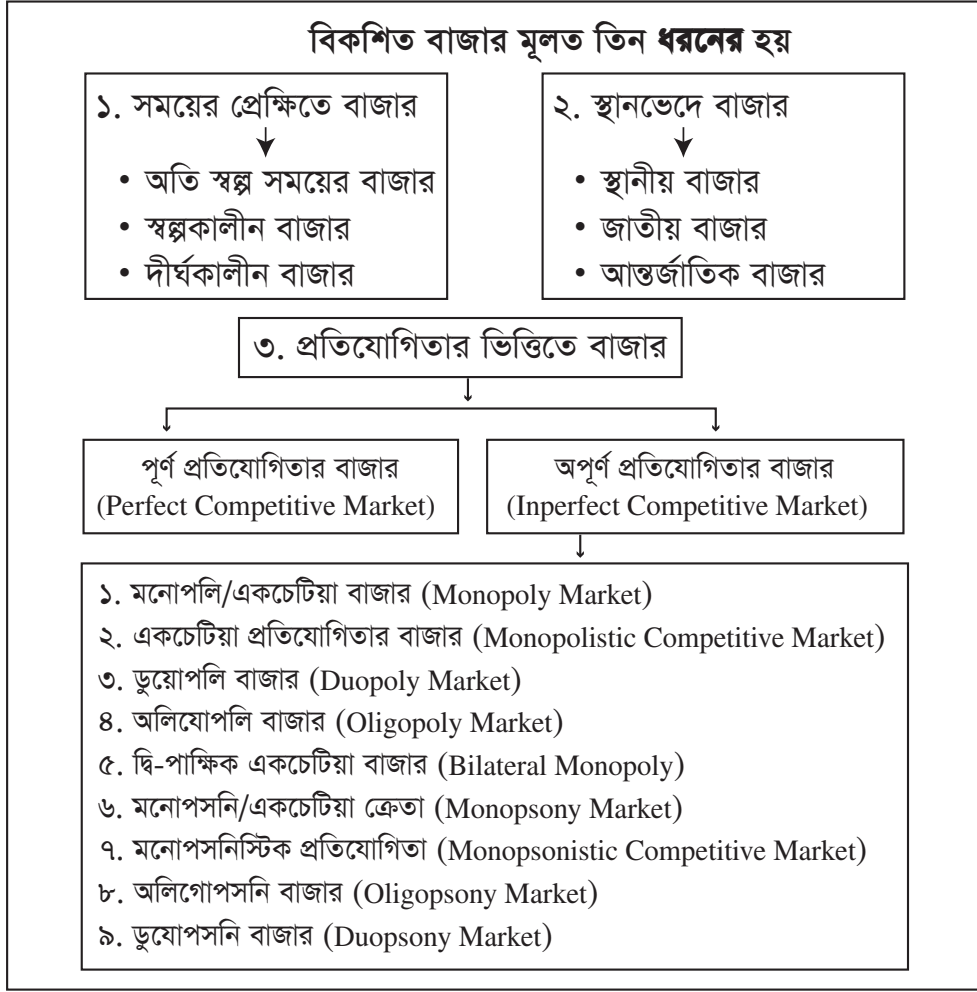 বিকশিত বাজার মূলত তিন ধরনের হয়
১. সময়ের প্রেক্ষিতে বাজার
• অতি স্বল্প সময়ের বাজার
• স্বল্পকালীন বাজার
• দীর্ঘকালীন বাজার
২. স্থানভেদে বাজার
• স্থানীয় বাজার
• জাতীয় বাজার
• আন্তর্জাতিক বাজার
৩. প্রতিযোগিতার ভিত্তিতে বাজার
পূর্ণ প্রতিযোগিতার বাজার
(Perfect Competitive Market)
অপূর্ণ প্রতিযোগিতার বাজার
(Inperfect Competitive Market)
১. মনোপলি/একচেটিয়া বাজার (Monopoly Market)
২. একচেটিয়া প্রতিযোগিতার বাজার (Monopolistic Competitive Market)
৩. ডুয়োপলি বাজার (Duopoly Market)
৪. অলিযোপলি বাজার (Oligopoly Market)
৫. দ্বি-পাক্ষিক একচেটিয়া বাজার (Bilateral Monopoly)
৬. মনোপসনি/একচেটিয়া ক্রেতা (Monopsony Market)
৭. মনোপসনিস্টিক প্রতিযোগিতা (Monopsonistic Competitive Market)
৮. অলিগোপসনি বাজার (Oligopsony Market)
৯. ডুযোপসনি বাজার (Duopsony Market)